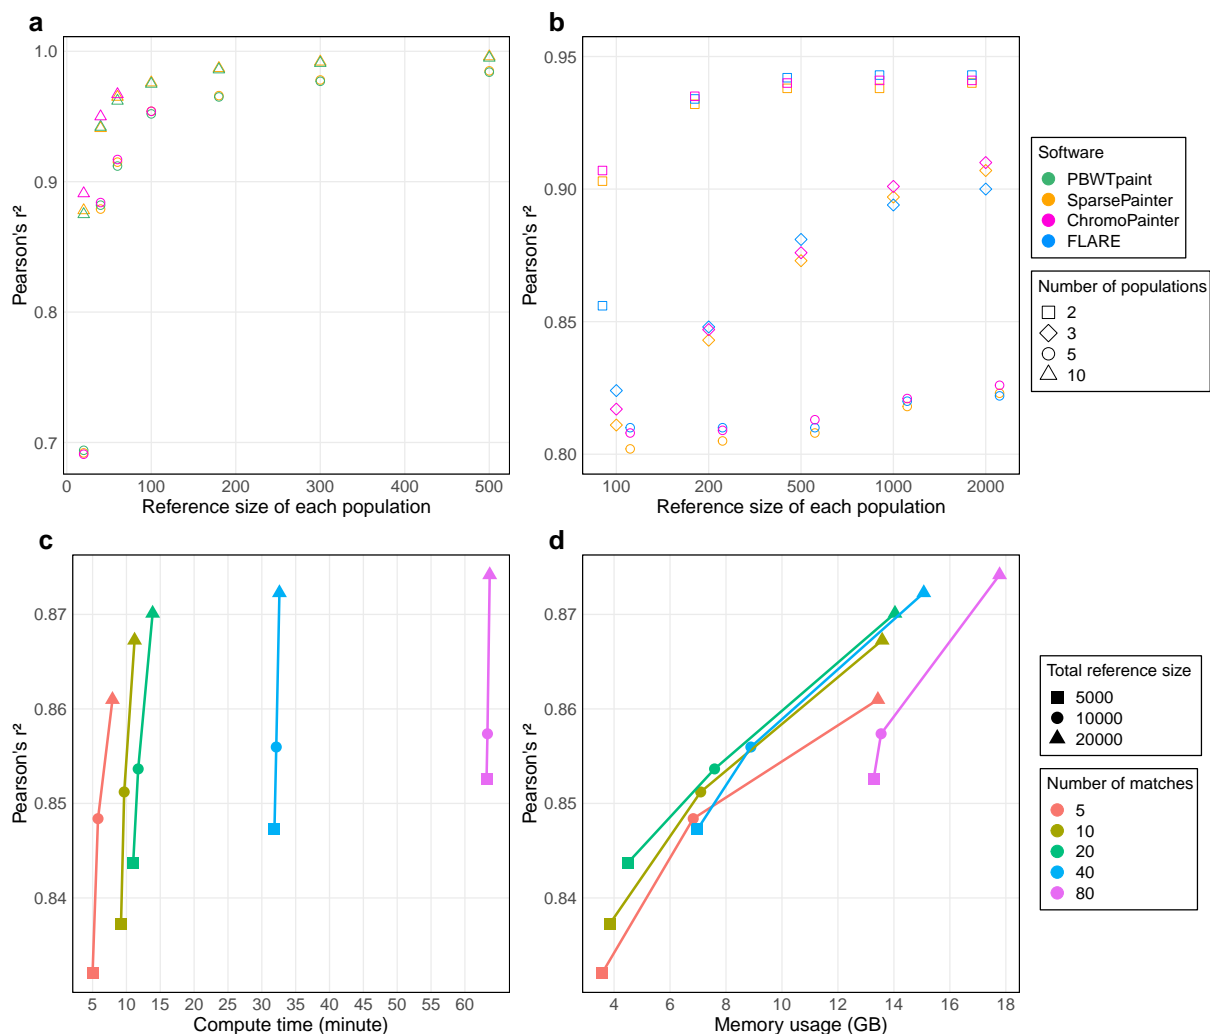 a
1.0
0.9
0.8
0.7
Pearson's r²
0
100
200
300
400
500
Reference size of each population
b
0.95
0.90
0.85
0.80
Pearson's r²
100
200
500
1000
2000
Reference size of each population
Software
PBWTpaint
SparsePainter
ChromoPainter
FLARE
Number of populations
2
3
5
10
c
0.87
0.86
0.85
0.84
Pearson's r²
5
10
15
20
25
30
35
40
45
50
55
60
Compute time (minute)
d
0.87
0.86
0.85
0.84
Pearson's r²
4
6
8
10
12
14
16
18
Memory usage (GB)
Total reference size
5000
10000
20000
Number of matches
5
10
20
40
80